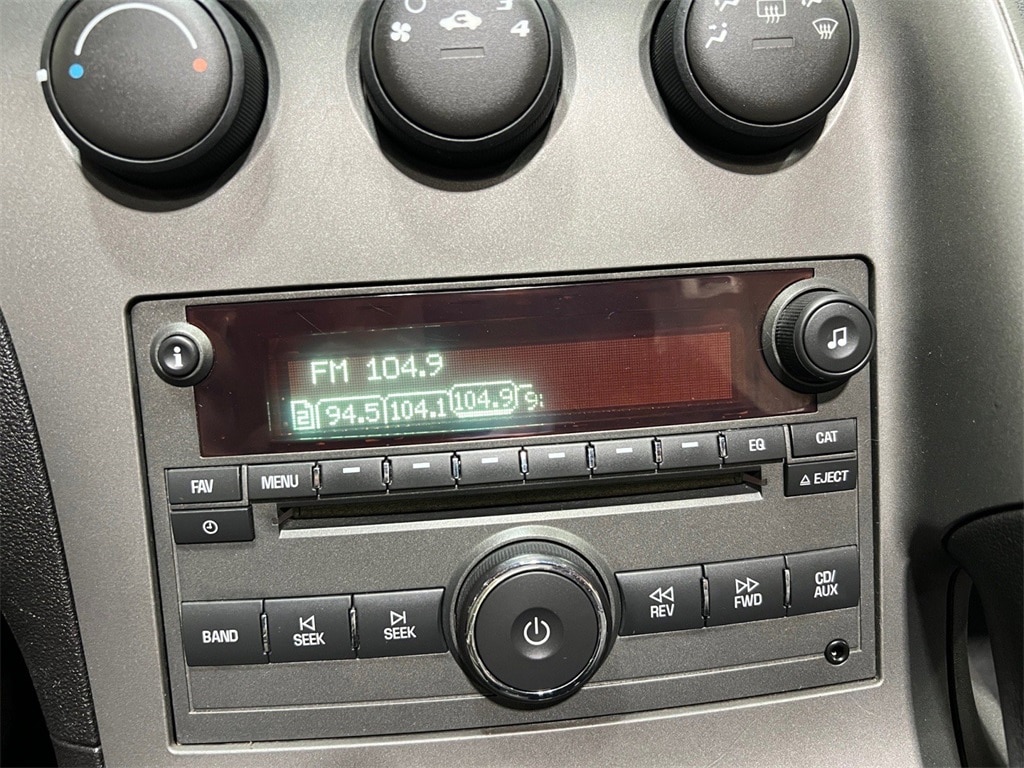 3
4
i
FM 104.9
2 94.5 104.1 104.9
FAV
MENU
EQ
CAT
EJECT
BAND
SEEK
SEEK
REV
FWD
CD/
AUX